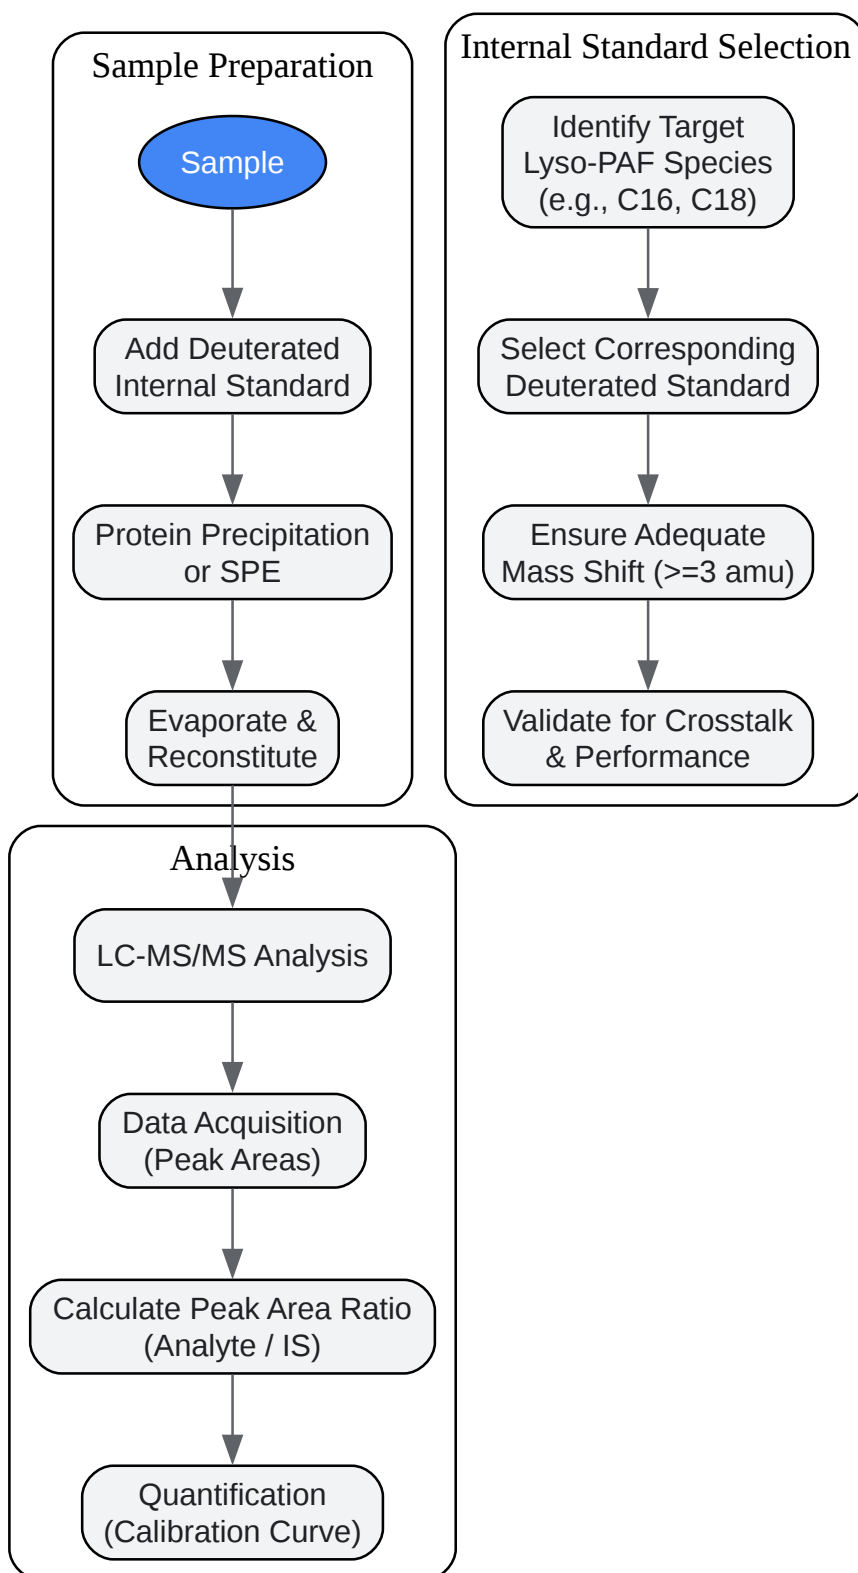 Sample Preparation
Sample
Add Deuterated
Internal Standard
Protein Precipitation
or SPE
Evaporate &
Reconstitute
Internal Standard Selection
Identify Target
Lyso-PAF Species
(e.g., C16, C18)
Select Corresponding
Deuterated Standard
Ensure Adequate
Mass Shift (>=3 amu)
Validate for Crosstalk
& Performance
Analysis
LC-MS/MS Analysis
Data Acquisition
(Peak Areas)
Calculate Peak Area Ratio
(Analyte / IS)
Quantification
(Calibration Curve)